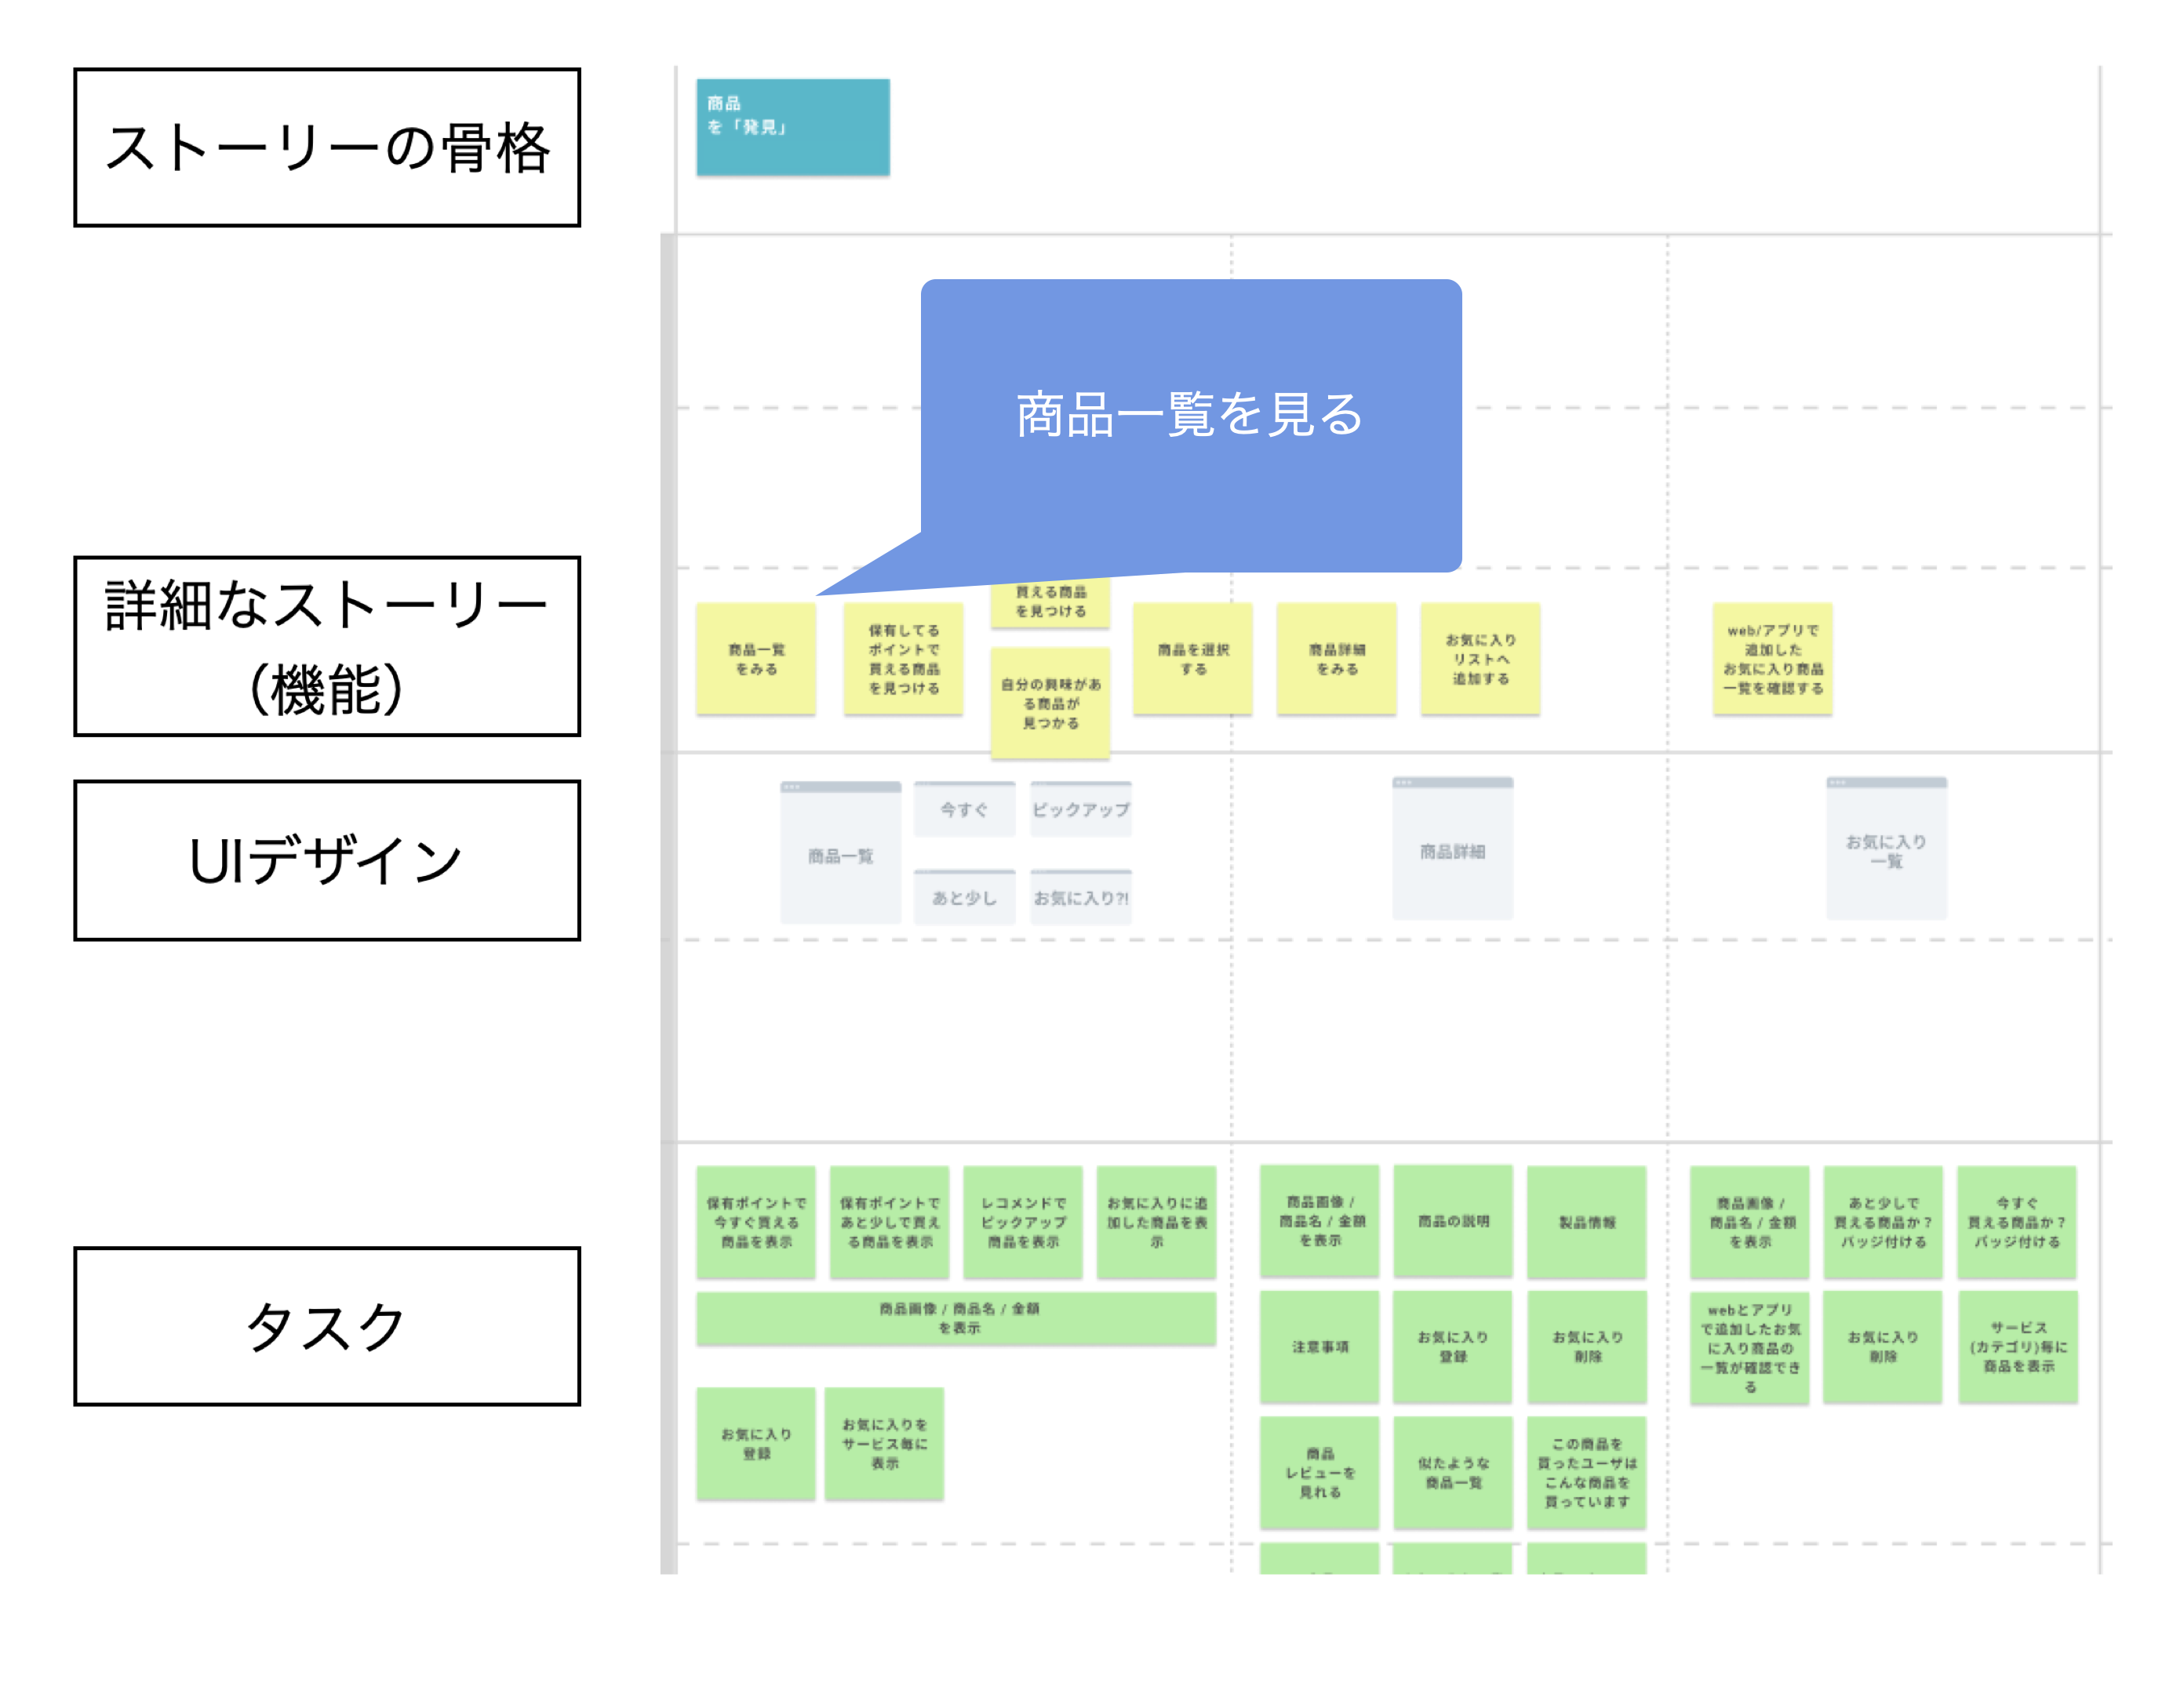 ストーリーの骨格
商品
を「発見」
商品一覧を見る
詳細なストーリー
（機能）
商品一覧
をみる
保有してる
ポイントで
買える商品
を見つける
買える商品
を見つける
自分の興味があ
る商品が
見つかる
商品を選択
する
商品詳細
をみる
お気に入り
リストへ
追加する
web/アプリで
追加した
お気に入り商品
一覧を確認する
UIデザイン
商品一覧
今すぐ
ピックアップ
あと少し
お気に入り?!
商品詳細
お気に入り
一覧
タスク
保有ポイントで
今すぐ買える
商品を表示
保有ポイントで
あと少しで買え
る商品を表示
レコメンドで
ピックアップ
商品を表示
お気に入りに追
加した商品を表
示
商品画像 / 商品名 / 金額
を表示
お気に入り
登録
お気に入りを
サービス毎に
表示
商品画像 /
商品名 / 金額
を表示
商品の説明
製品情報
注意事項
お気に入り
登録
お気に入り
削除
商品
レビューを
見れる
似たような
商品一覧
この商品を
買ったユーザは
こんな商品を
買っています
商品画像 /
商品名 / 金額
を表示
あと少しで
買える商品か？
バッジ付ける
今すぐ
買える商品か？
バッジ付ける
webとアプリ
で追加したお気
に入り商品の
一覧が確認でき
る
お気に入り
削除
サービス
(カテゴリ)毎に
商品を表示